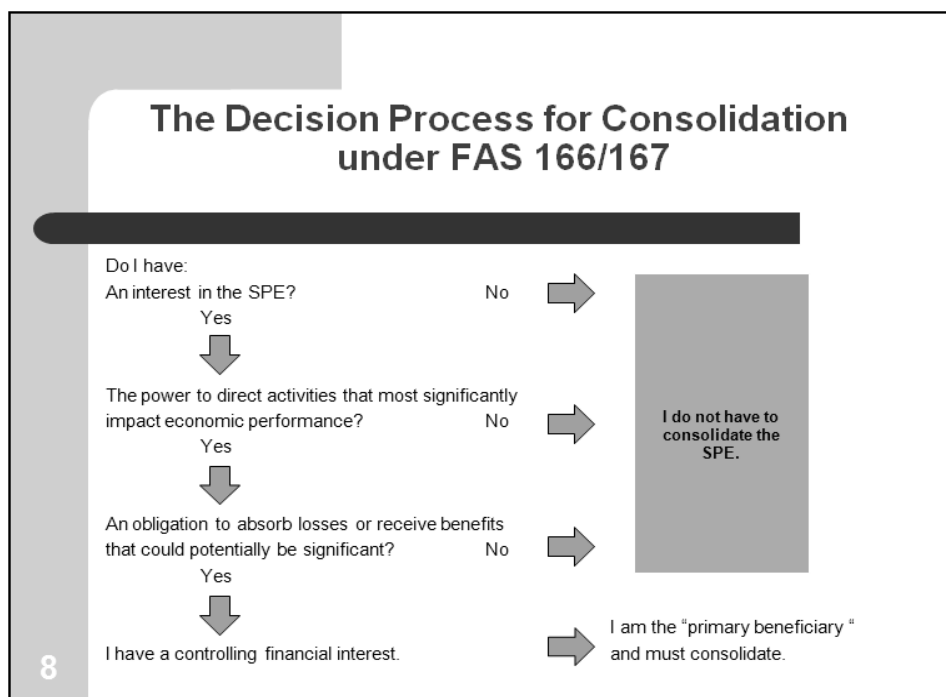 The Decision Process for Consolidation
under FAS 166/167
Do I have:
An interest in the SPE? No
Yes
The power to direct activities that most significantly
impact economic performance? No
Yes
I do not have to
consolidate the
SPE.
An obligation to absorb losses or receive benefits
that could potentially be significant? No
Yes
I have a controlling financial interest.
I am the “primary beneficiary “
and must consolidate.
8